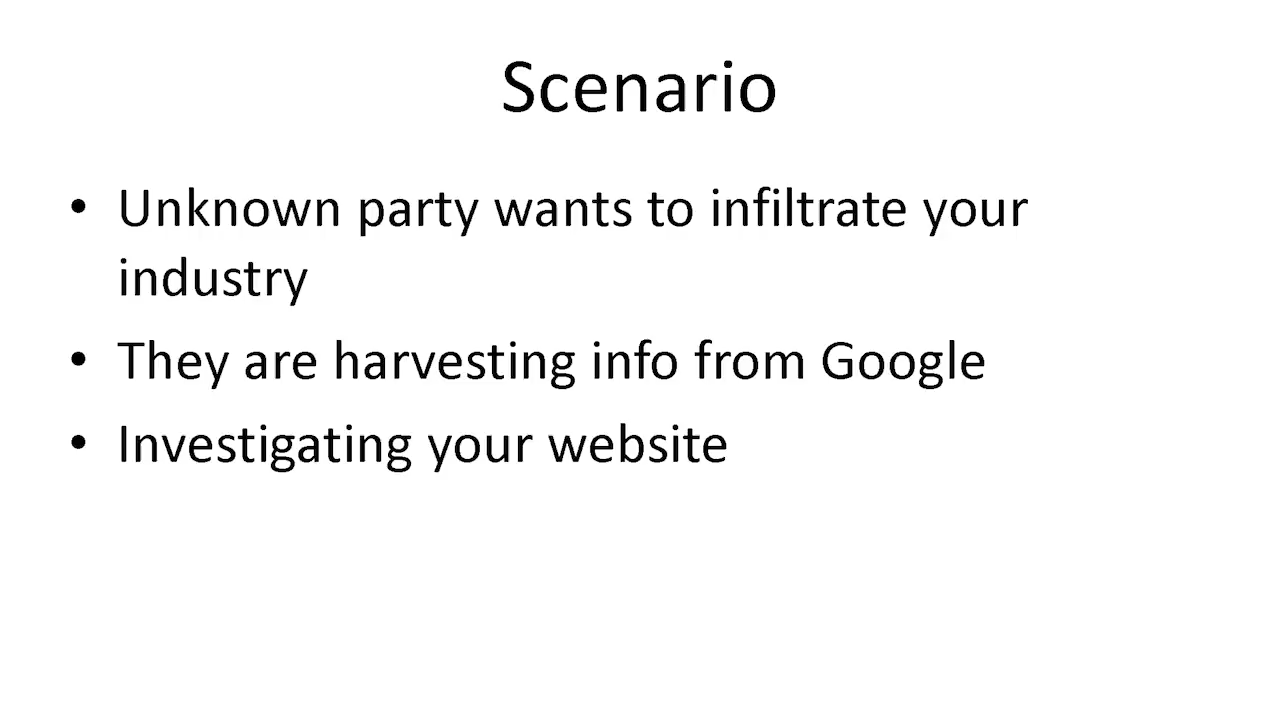 Scenario
• Unknown party wants to infiltrate your
industry
• They are harvesting info from Google
• Investigating your website